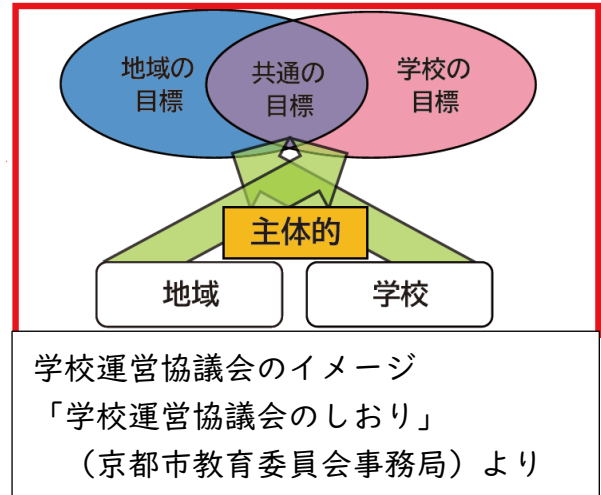 地域の
目標
共通の
目標
学校の
目標
主体的
地域
学校
学校運営協議会のイメージ
「学校運営協議会のしおり」
（京都市教育委員会事務局）より